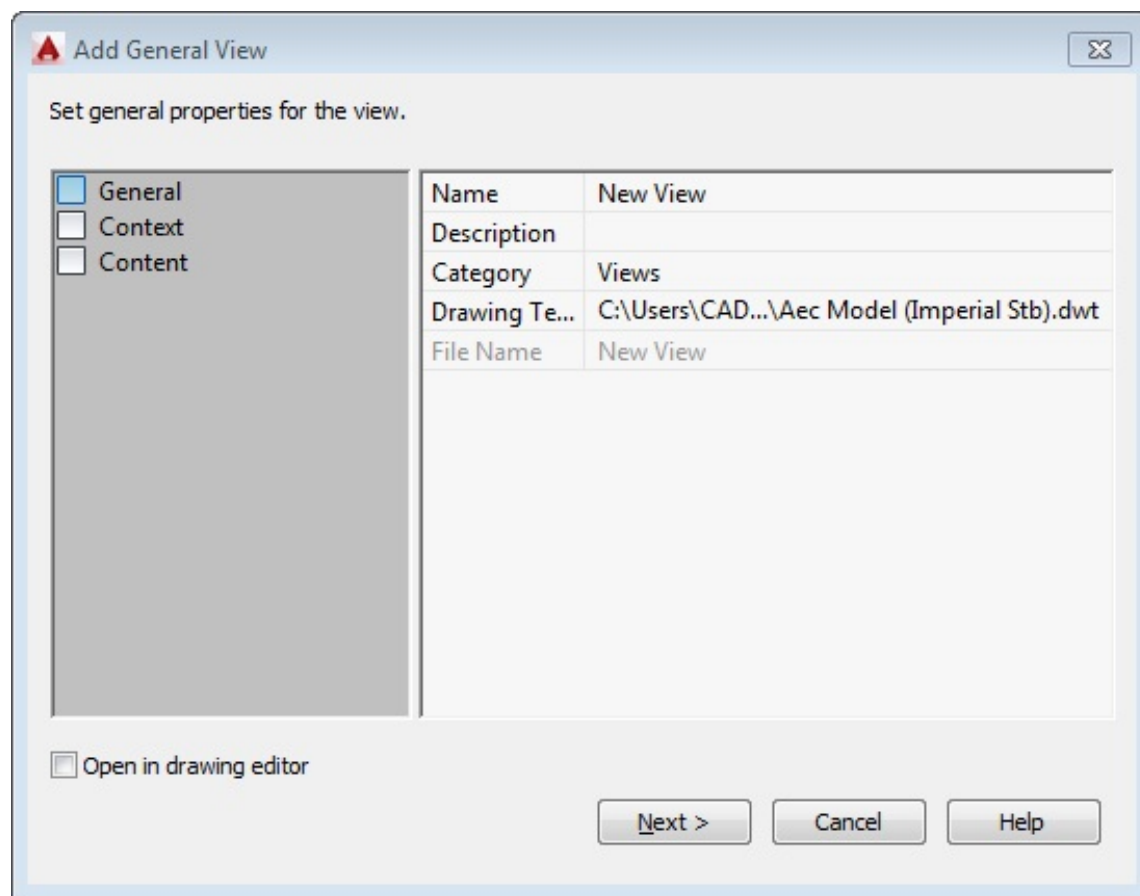 Add General View
Set general properties for the view.
General
Context
Content
Name New View
Description
Category Views
Drawing Te... C:\Users\CAD...\Aec Model (Imperial Stb).dwt
File Name New View
Open in drawing editor
Next > Cancel Help